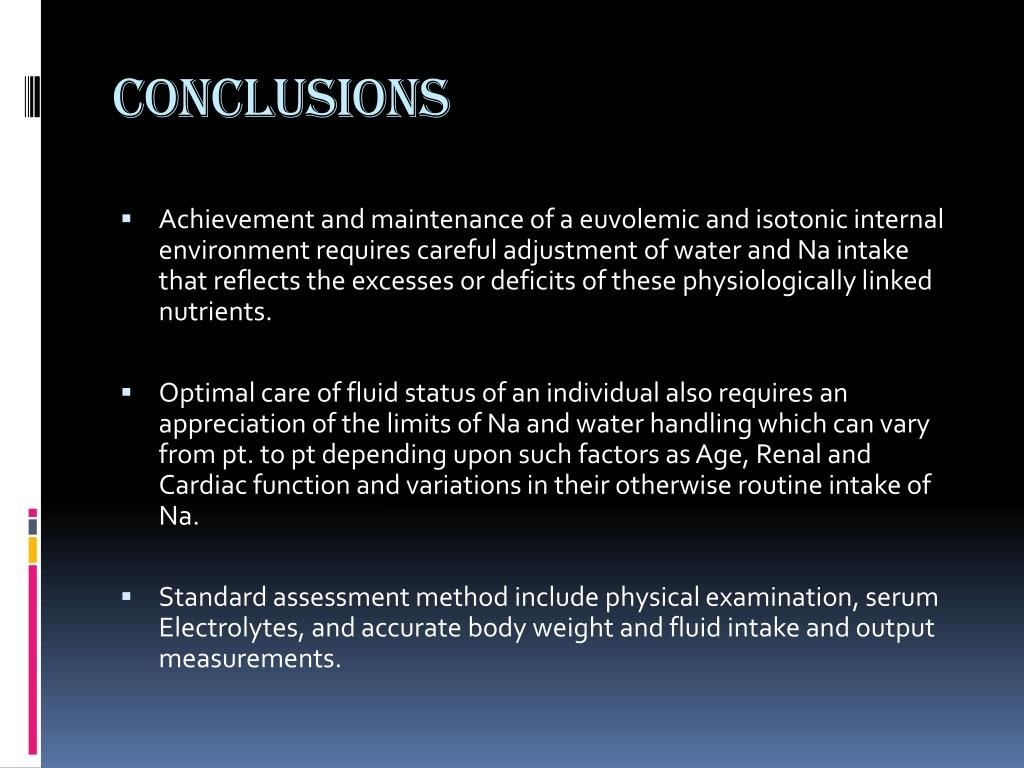 CONCLUSIONS
▪ Achievement and maintenance of a euvolemic and isotonic internal
environment requires careful adjustment of water and Na intake
that reflects the excesses or deficits of these physiologically linked
nutrients.
▪ Optimal care of fluid status of an individual also requires an
appreciation of the limits of Na and water handling which can vary
from pt. to pt depending upon such factors as Age, Renal and
Cardiac function and variations in their otherwise routine intake of
Na.
▪ Standard assessment method include physical examination, serum
Electrolytes, and accurate body weight and fluid intake and output
measurements.